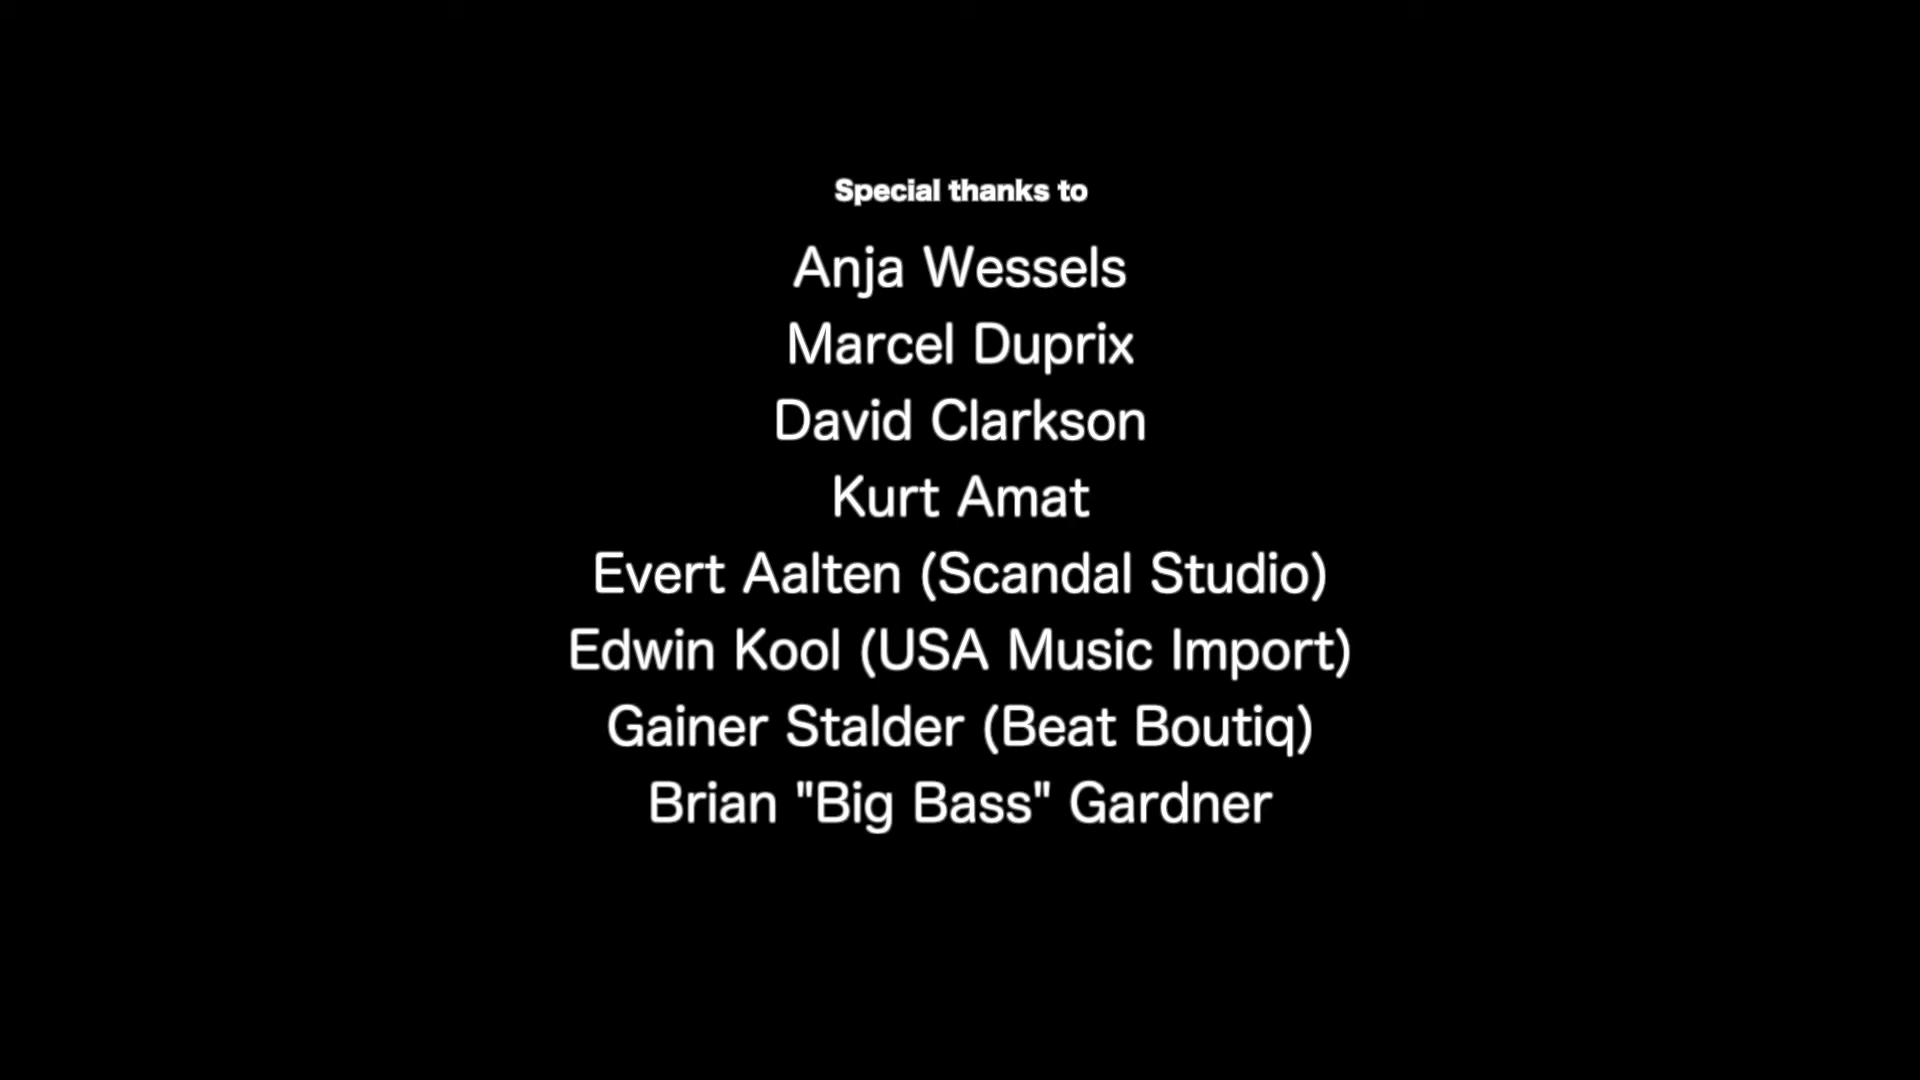 Special thanks to
Anja Wessels
Marcel Duprix
David Clarkson
Kurt Amat
Evert Aalten (Scandal Studio)
Edwin Kool (USA Music Import)
Gainer Stalder (Beat Boutiq)
Brian "Big Bass" Gardner